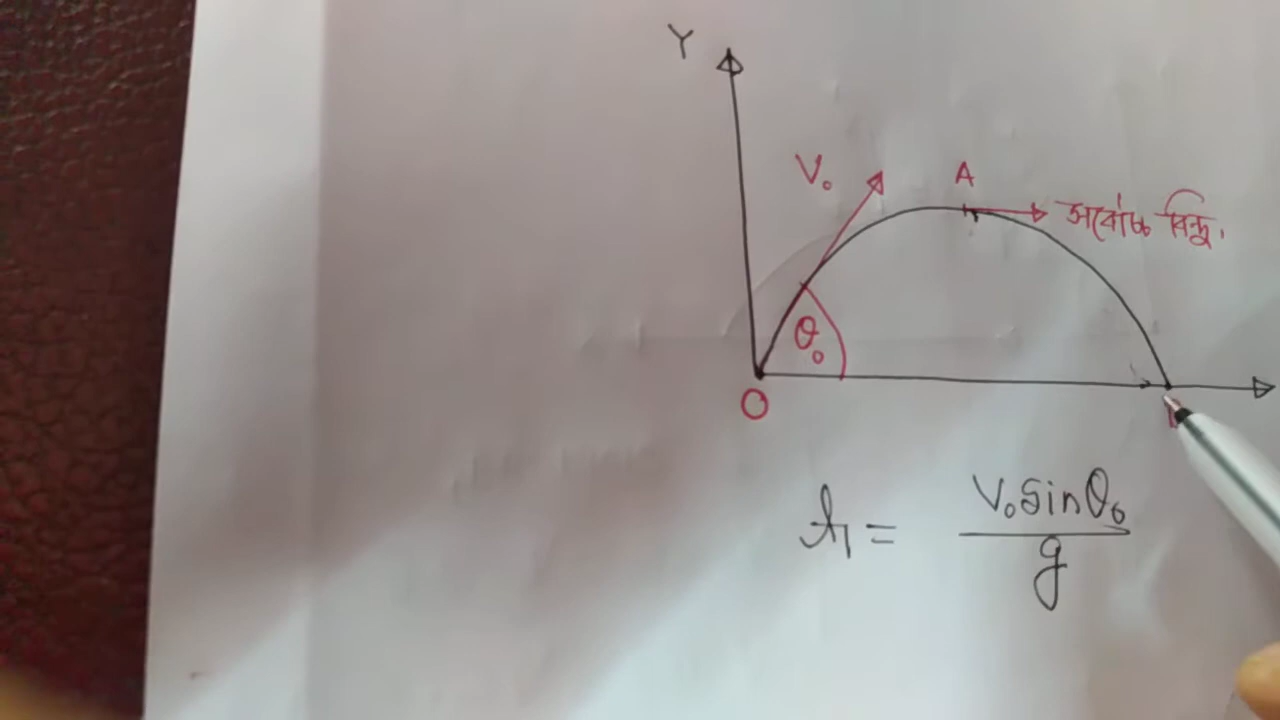 Y
V₀
A
সর্বোচ্চ বিন্দু।
θ₀
O
t₁ = V₀sinθ₀ / g